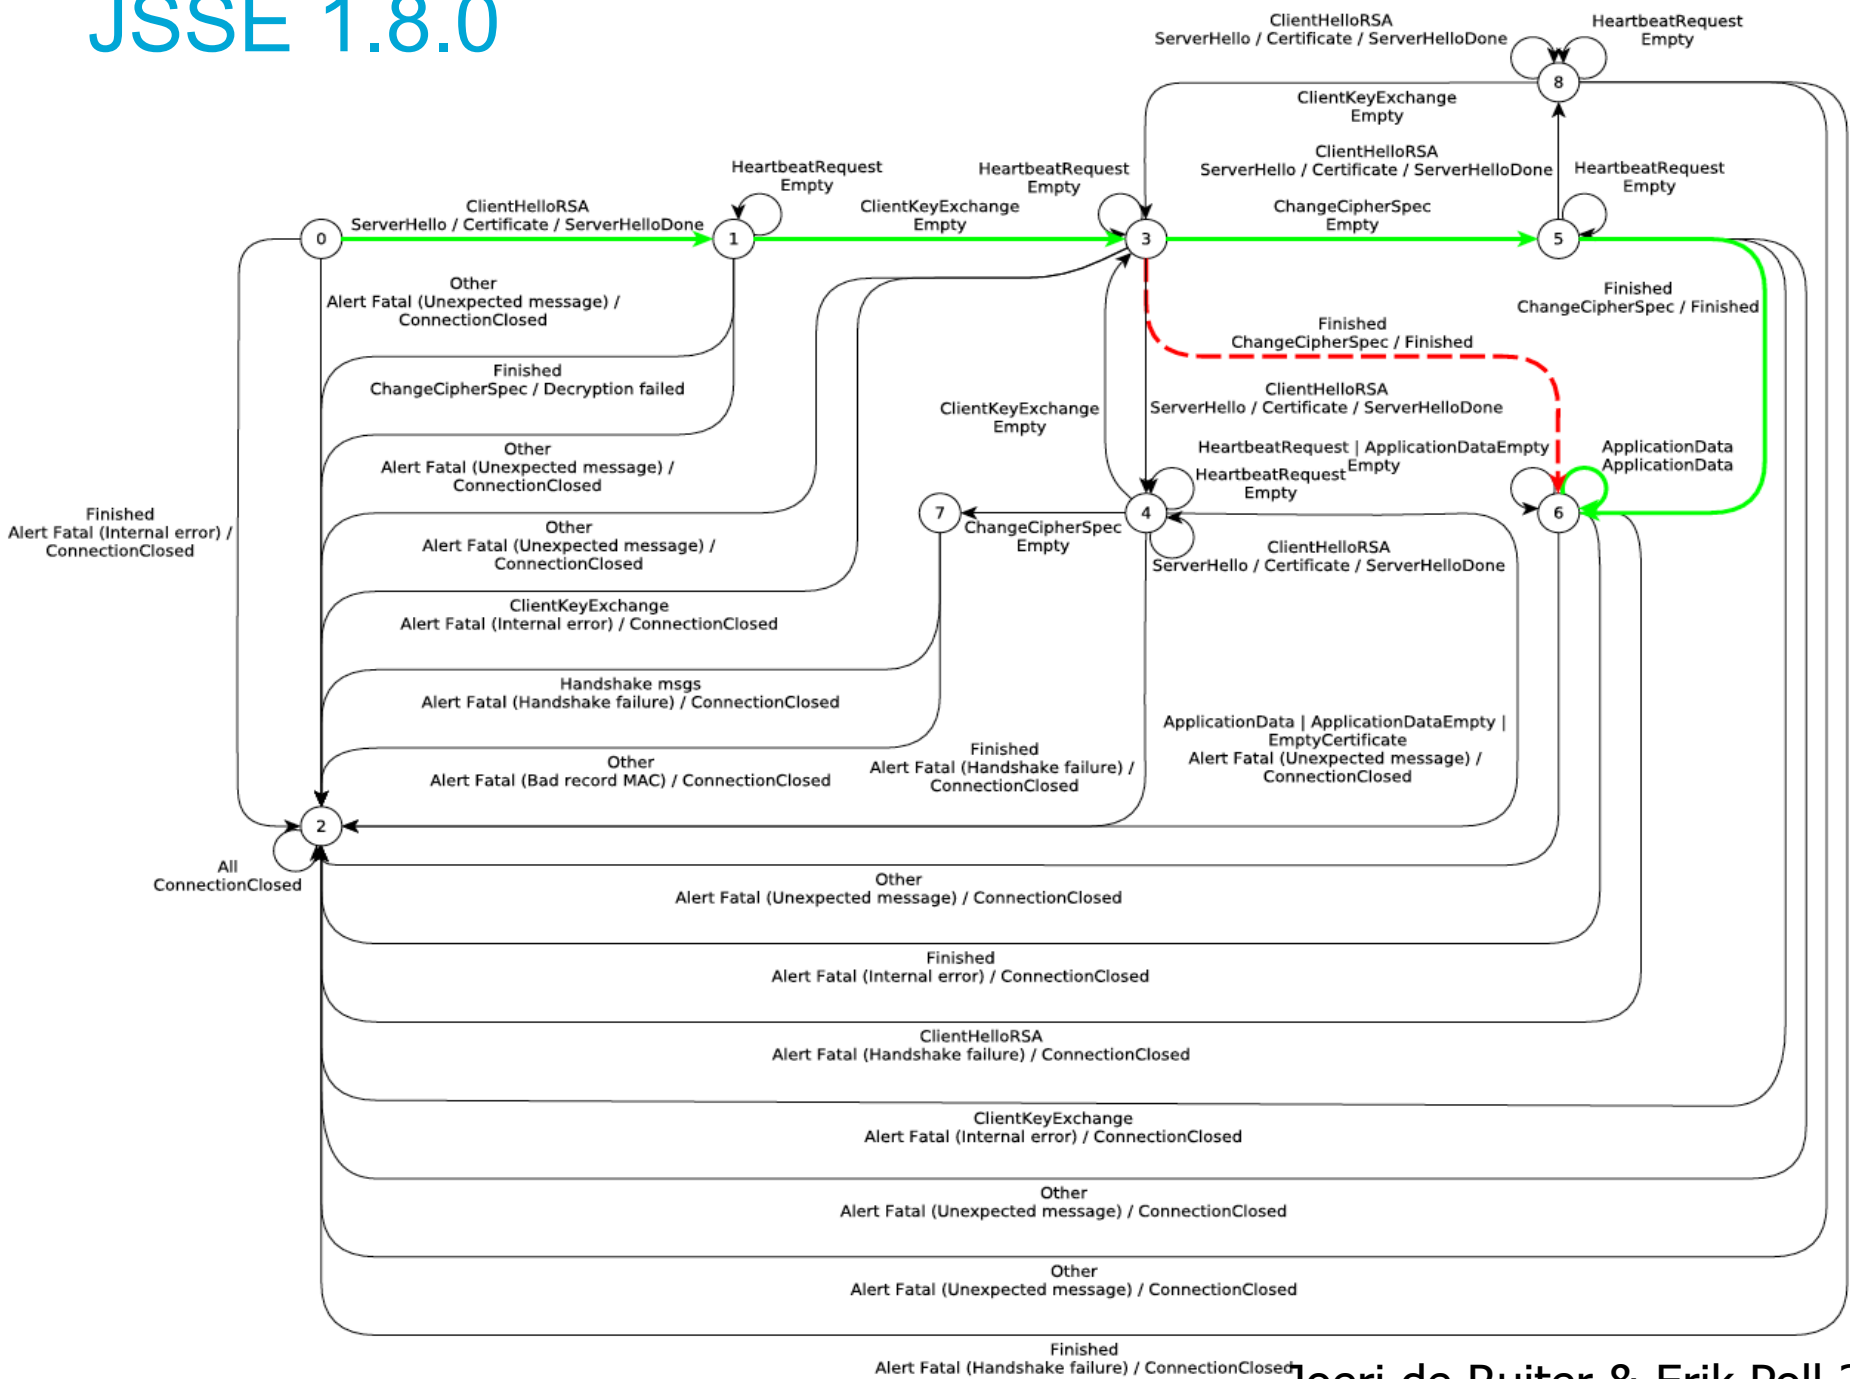 JSSE 1.8.0
ClientHelloRSA
ServerHello / Certificate / ServerHelloDone
HeartbeatRequest
Empty
8
ClientKeyExchange
Empty
ClientHelloRSA
ServerHello / Certificate / ServerHelloDone
HeartbeatRequest
Empty
HeartbeatRequest
Empty
HeartbeatRequest
Empty
ClientHelloRSA
ServerHello / Certificate / ServerHelloDone
ClientKeyExchange
Empty
ChangeCipherSpec
Empty
0
1
3
5
Other
Alert Fatal (Unexpected message) /
ConnectionClosed
Finished
ChangeCipherSpec / Finished
Finished
ChangeCipherSpec / Finished
Finished
ChangeCipherSpec / Decryption failed
ClientHelloRSA
ServerHello / Certificate / ServerHelloDone
ClientKeyExchange
Empty
Other
Alert Fatal (Unexpected message) /
ConnectionClosed
HeartbeatRequest | ApplicationDataEmpty
Empty
HeartbeatRequest
Empty
ApplicationData
ApplicationData
7
4
6
Finished
Alert Fatal (Internal error) /
ConnectionClosed
Other
Alert Fatal (Unexpected message) /
ConnectionClosed
ChangeCipherSpec
Empty
ClientHelloRSA
ServerHello / Certificate / ServerHelloDone
ClientKeyExchange
Alert Fatal (Internal error) / ConnectionClosed
Handshake msgs
Alert Fatal (Handshake failure) / ConnectionClosed
ApplicationData | ApplicationDataEmpty |
EmptyCertificate
Alert Fatal (Unexpected message) /
ConnectionClosed
Finished
Alert Fatal (Handshake failure) /
ConnectionClosed
Other
Alert Fatal (Bad record MAC) / ConnectionClosed
2
All
ConnectionClosed
Other
Alert Fatal (Unexpected message) / ConnectionClosed
Finished
Alert Fatal (Internal error) / ConnectionClosed
ClientHelloRSA
Alert Fatal (Handshake failure) / ConnectionClosed
ClientKeyExchange
Alert Fatal (Internal error) / ConnectionClosed
Other
Alert Fatal (Unexpected message) / ConnectionClosed
Other
Alert Fatal (Unexpected message) / ConnectionClosed
Finished
Alert Fatal (Handshake failure) / ConnectionClosed
Joeri de Ruiter & Erik Poll